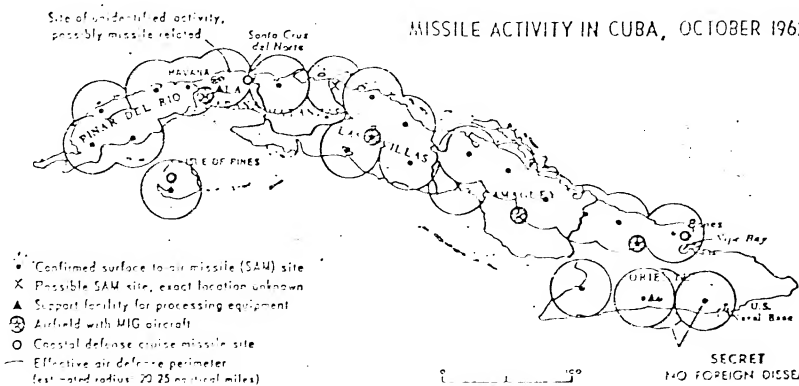 Site of unidentified activity,
possibly missile related
MISSILE ACTIVITY IN CUBA, OCTOBER 196
Santa Cruz
del Norte
HAVANA
LA
PINAR DEL RIO
MATANZAS
ISLE OF PINES
LAS VILLAS
CAMAGUEY
Banes
Nipe Bay
ORIENTE
U.S.
Naval Base
Confirmed surface to air missile (SAM) site
X Possible SAM site, exact location unknown
▲ Support facility for processing equipment
Airfield with MIG aircraft
Coastal defense cruise missile site
Effective air defense perimeter
(estimated radius: 20-25 nautical miles)
SECRET
NO FOREIGN DISSE